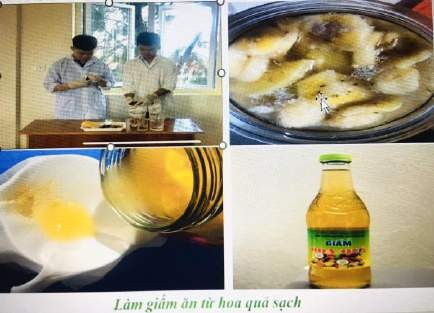 GIẤM
Làm giấm ăn từ hoa quả sạch